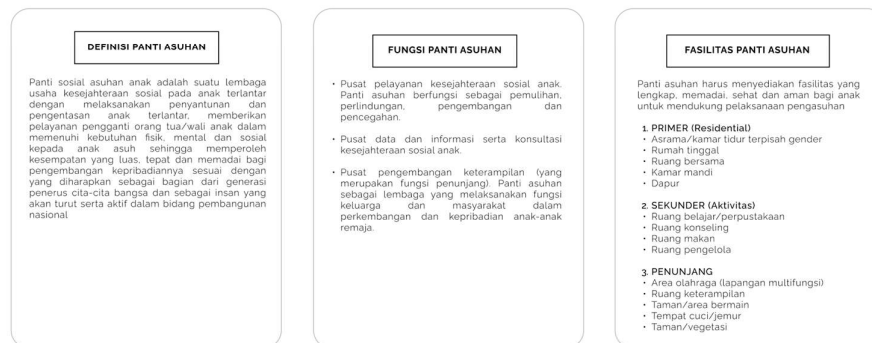 DEFINISI PANTI ASUHAN
Panti sosial asuhan anak adalah suatu lembaga
usaha kesejahteraan sosial pada anak terlantar
dengan melaksanakan penyantunan dan
pengentasan anak terlantar, memberikan
pelayanan pengganti orang tua/wali anak dalam
memenuhi kebutuhan fisik, mental dan sosial
kepada anak asuh sehingga memperoleh
kesempatan yang luas, tepat dan memadai bagi
pengembangan kepribadiannya sesuai dengan
yang diharapkan sebagai bagian dari generasi
penerus cita-cita bangsa dan sebagai insan yang
akan turut serta aktif dalam bidang pembangunan
nasional
FUNGSI PANTI ASUHAN
• Pusat pelayanan kesejahteraan sosial anak.
Panti asuhan berfungsi sebagai pemulihan,
perlindungan, pengembangan dan
pencegahan.
• Pusat data dan informasi serta konsultasi
kesejahteraan sosial anak.
• Pusat pengembangan keterampilan (yang
merupakan fungsi penunjang). Panti asuhan
sebagai lembaga yang melaksanakan fungsi
keluarga dan masyarakat dalam
perkembangan dan kepribadian anak-anak
remaja.
FASILITAS PANTI ASUHAN
Panti asuhan harus menyediakan fasilitas yang
lengkap, memadai, sehat dan aman bagi anak
untuk mendukung pelaksanaan pengasuhan
1. PRIMER (Residential)
• Asrama/kamar tidur terpisah gender
• Rumah tinggal
• Ruang bersama
• Kamar mandi
• Dapur
2. SEKUNDER (Aktivitas)
• Ruang belajar/perpustakaan
• Ruang konseling
• Ruang makan
• Ruang pengelola
3. PENUNJANG
• Area olahraga (lapangan multifungsi)
• Ruang keterampilan
• Taman/area bermain
• Tempat cuci/jemur
• Taman/vegetasi